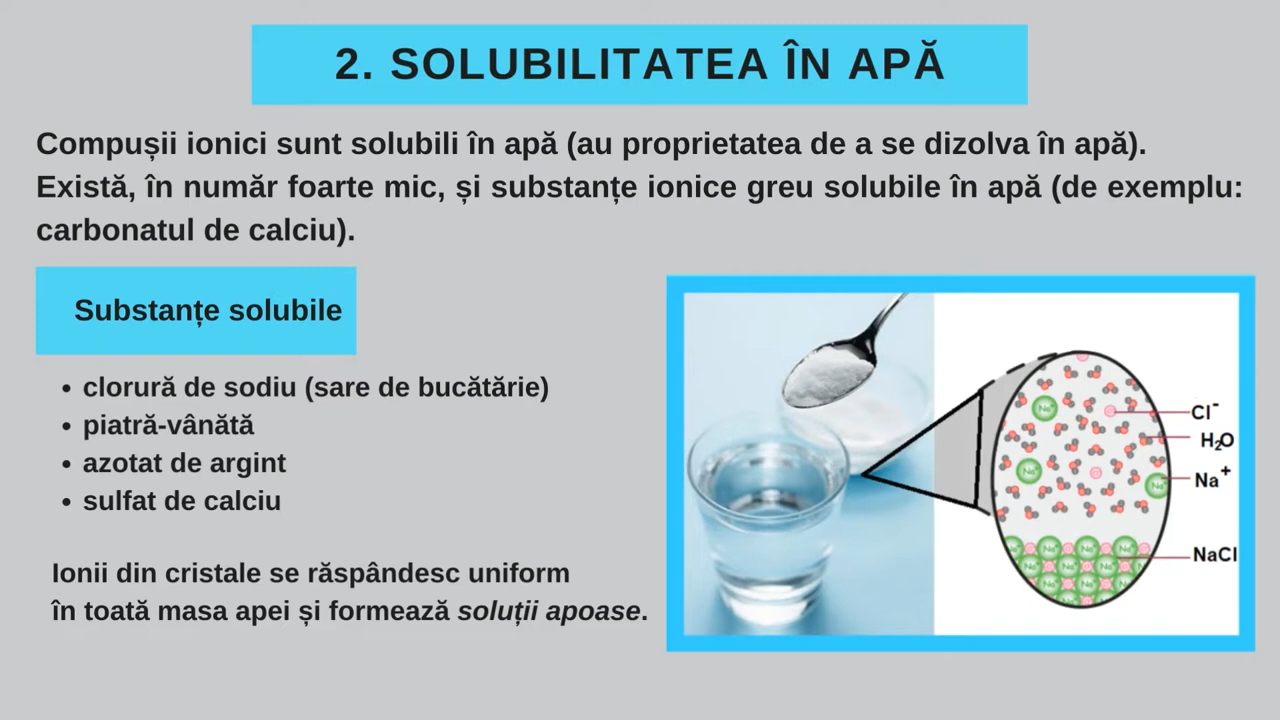 2. SOLUBILITATEA ÎN APĂ
Compușii ionici sunt solubili în apă (au proprietatea de a se dizolva în apă).
Există, în număr foarte mic, și substanțe ionice greu solubile în apă (de exemplu:
carbonatul de calciu).
Substanțe solubile
• clorură de sodiu (sare de bucătărie)
• piatră-vânătă
• azotat de argint
• sulfat de calciu
Ionii din cristale se răspândesc uniform
în toată masa apei și formează soluții apoase.
Cl⁻
H₂O
Na⁺
NaCl